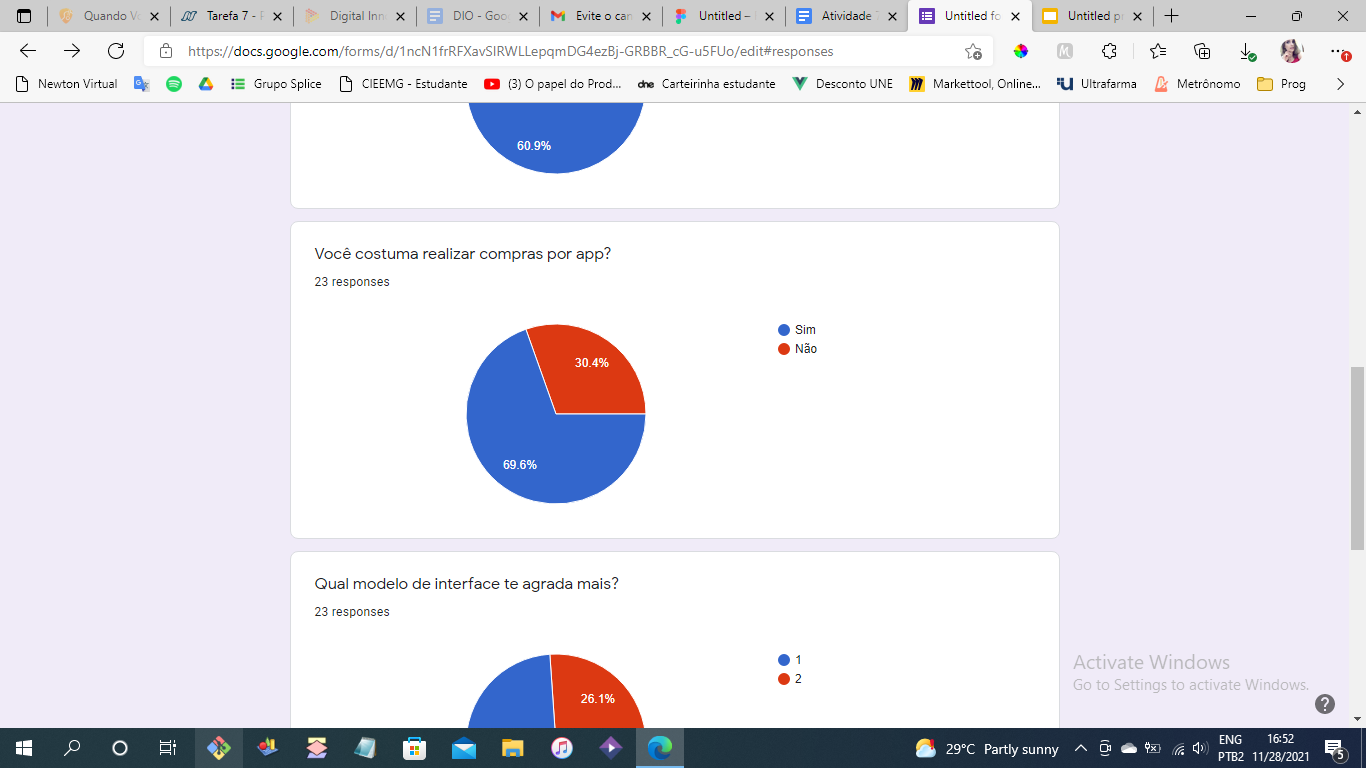 Quando V
Tarefa 7 - F
Digital Inn
DIO - Goo
Evite o can
Untitled –
Atividade
Untitled fo
Untitled pr
https://docs.google.com/forms/d/1ncN1frRFXavSIRWLLepqmDG4ezBj-GRBBR_cG-u5FUo/edit#responses
Newton Virtual
Grupo Splice
CIEEMG - Estudante
(3) O papel do Prod...
dne Carteirinha estudante
Desconto UNE
Markettool, Online...
Ultrafarma
Metrônomo
Prog
60.9%
Você costuma realizar compras por app?
23 responses
Sim
Não
30.4%
69.6%
Qual modelo de interface te agrada mais?
23 responses
1
2
26.1%
Activate Windows
Go to Settings to activate Windows.
29°C Partly sunny
ENG
PTB2
16:52
11/28/2021
5